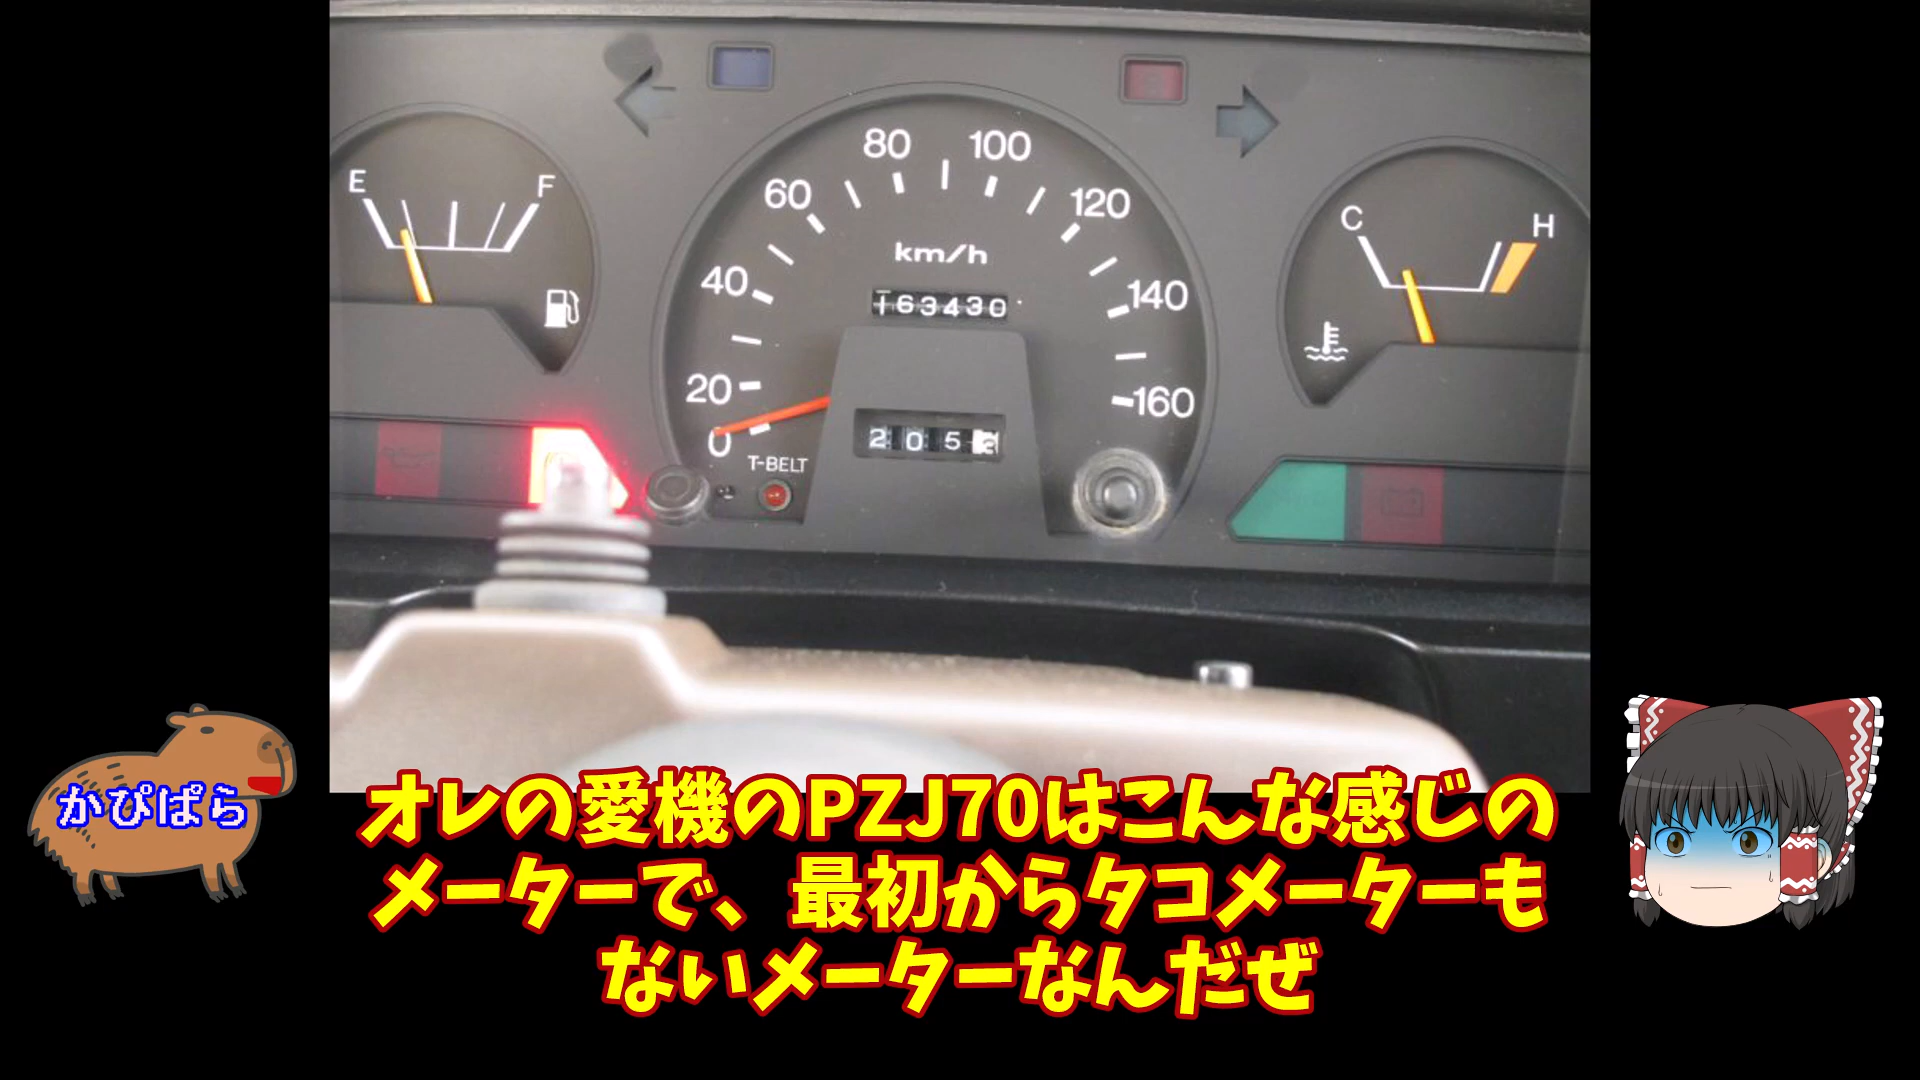 80 100
60 120
E F
C H
km/h
40 140
163430
20 160
0 205
T-BELT
かぴばら
オレの愛機のPZJ70はこんな感じの
メーターで、最初からタコメーターも
ないメーターなんだぜ